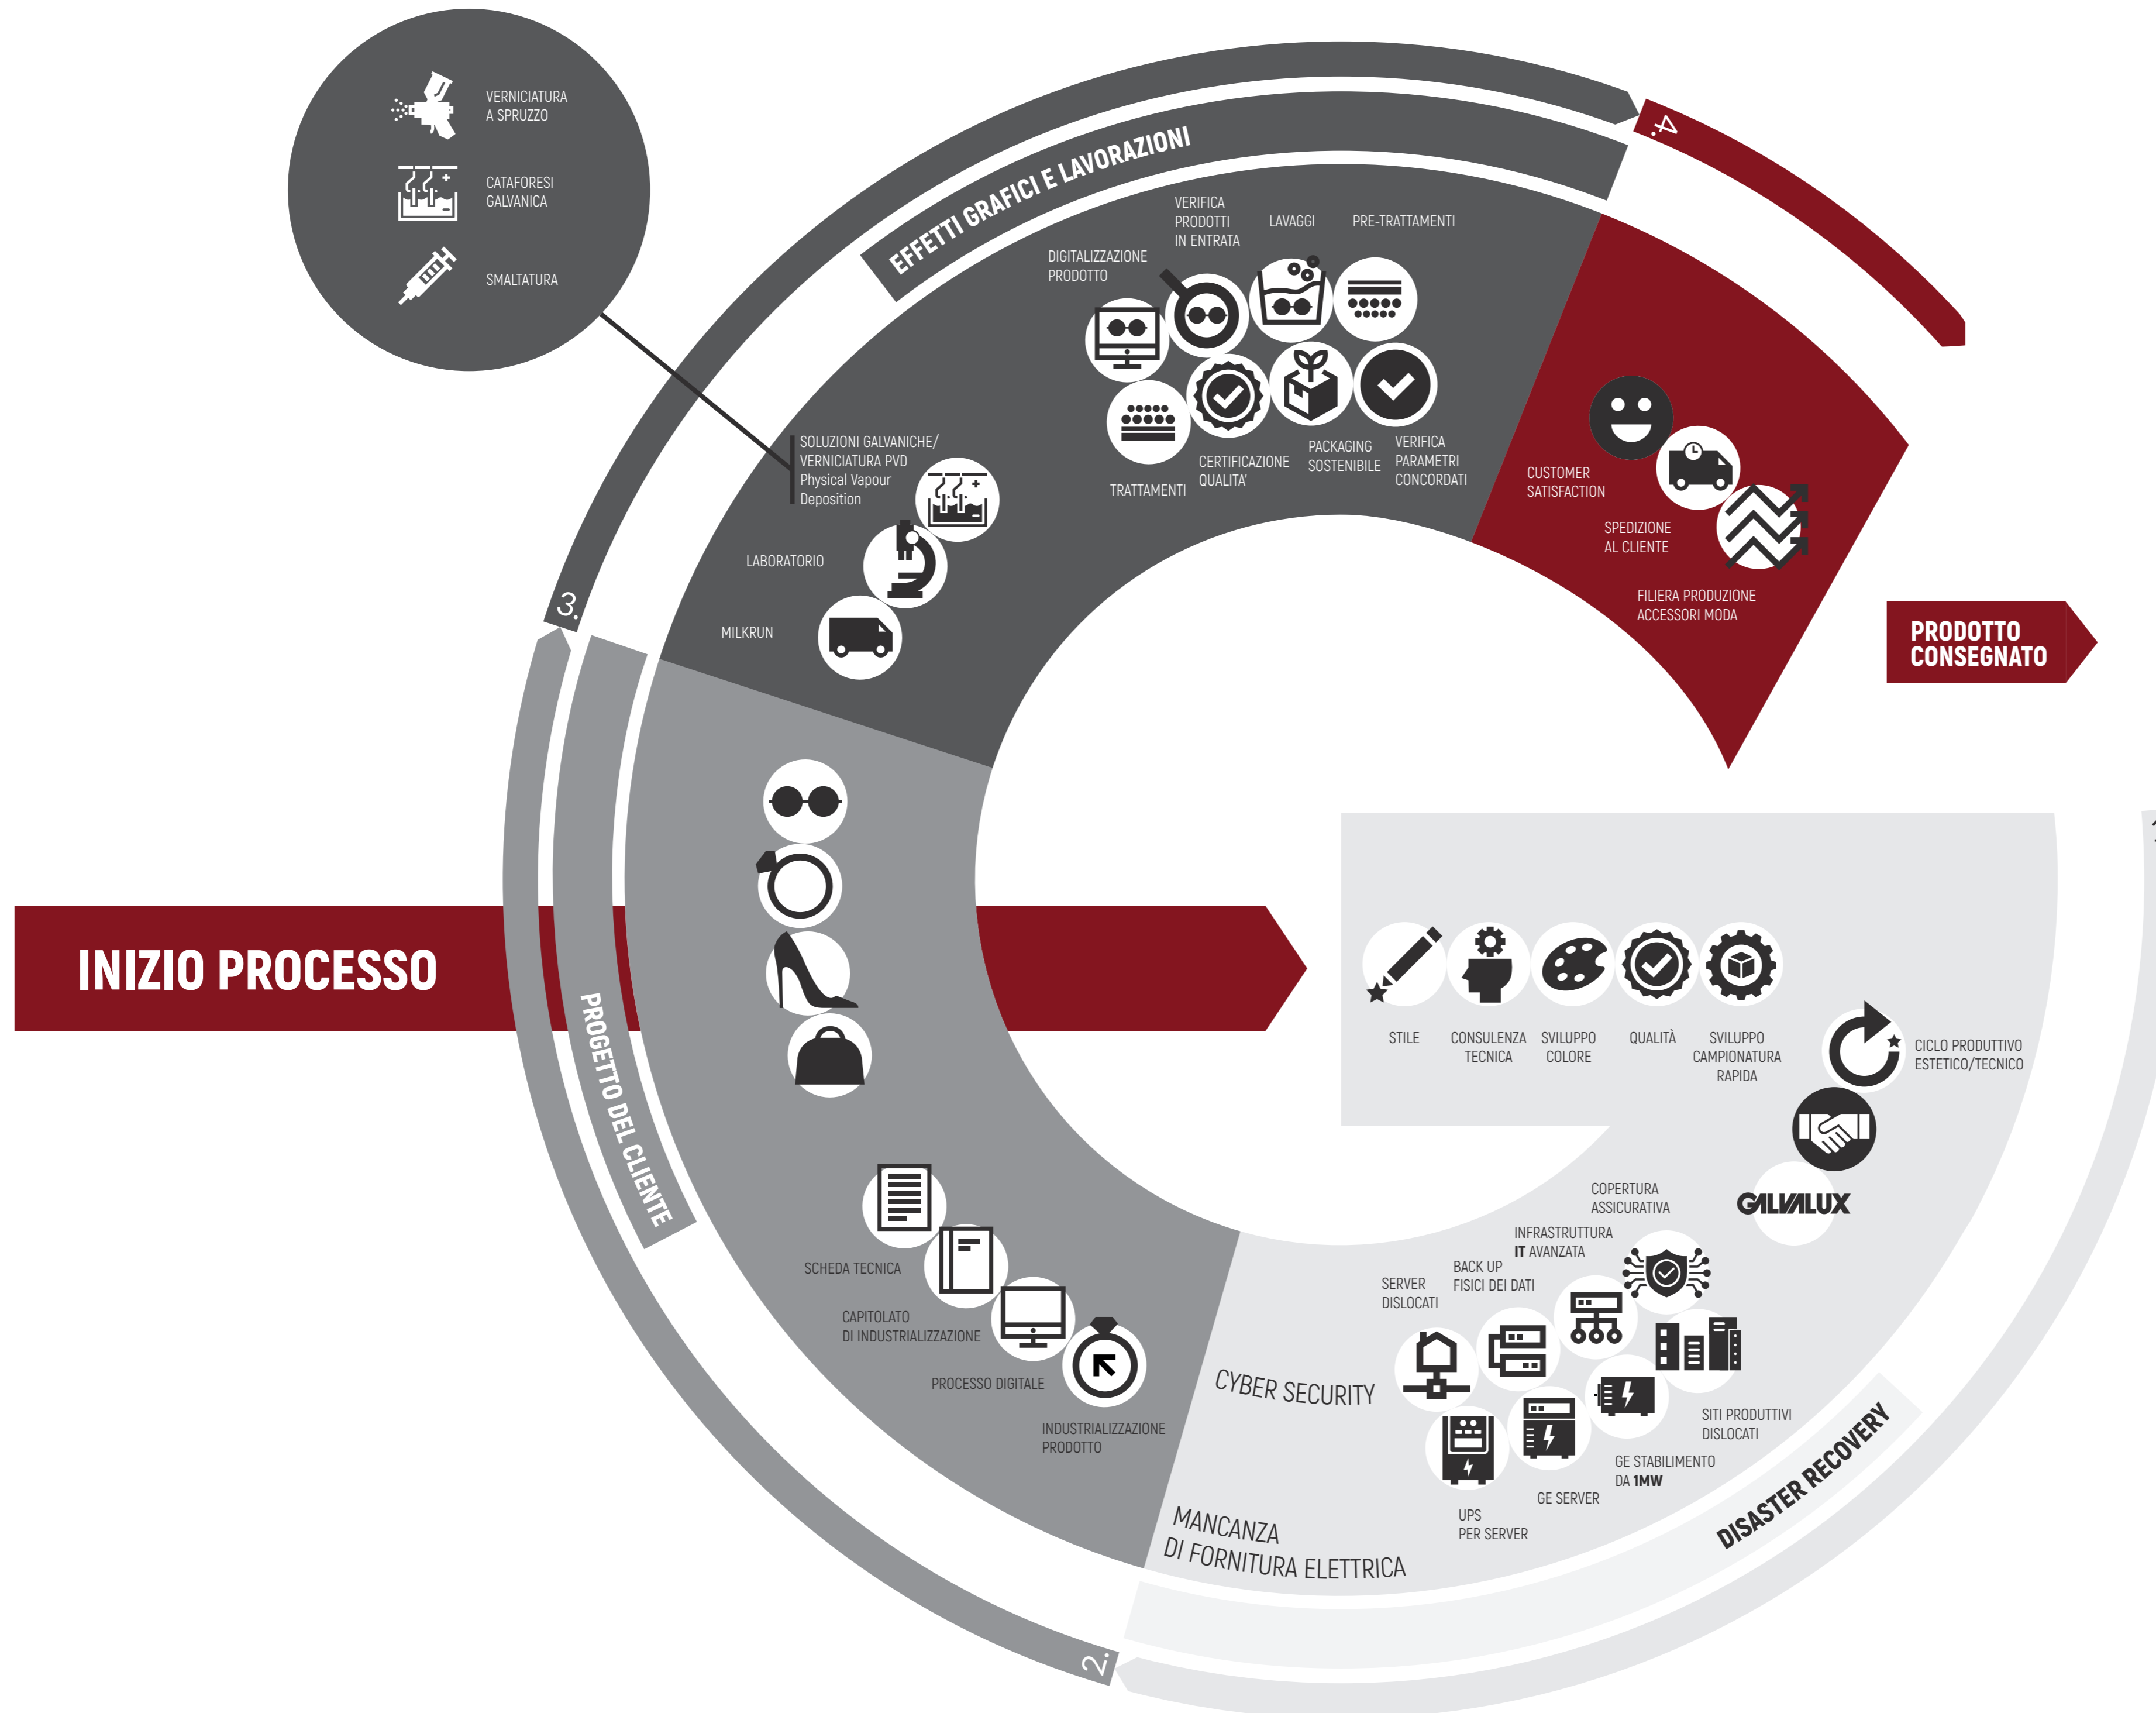 INIZIO PROCESSO
STILE
CONSULENZA
TECNICA
SVILUPPO
COLORE
QUALITÀ
SVILUPPO
CAMPIONATURA
RAPIDA
CICLO PRODUTTIVO
ESTETICO/TECNICO
GALVALUX
COPERTURA
ASSICURATIVA
INFRASTRUTTURA
IT AVANZATA
BACK UP
FISICI DEI DATI
SERVER
DISLOCATI
CYBER SECURITY
SITI PRODUTTIVI
DISLOCATI
GE STABILIMENTO
DA 1MW
GE SERVER
UPS
PER SERVER
MANCANZA
DI FORNITURA ELETTRICA
DISASTER RECOVERY
2.
PROGETTO DEL CLIENTE
SCHEDA TECNICA
CAPITOLATO
DI INDUSTRIALIZZAZIONE
PROCESSO DIGITALE
INDUSTRIALIZZAZIONE
PRODOTTO
3.
EFFETTI GRAFICI E LAVORAZIONI
MILKRUN
LABORATORIO
SOLUZIONI GALVANICHE/
VERNICIATURA PVD
Physical Vapour
Deposition
VERNICIATURA
A SPRUZZO
CATAFORESI
GALVANICA
SMALTATURA
DIGITALIZZAZIONE
PRODOTTO
VERIFICA
PRODOTTI
IN ENTRATA
LAVAGGI
PRE-TRATTAMENTI
TRATTAMENTI
CERTIFICAZIONE
QUALITA'
PACKAGING
SOSTENIBILE
VERIFICA
PARAMETRI
CONCORDATI
4.
CUSTOMER
SATISFACTION
SPEDIZIONE
AL CLIENTE
FILIERA PRODUZIONE
ACCESSORI MODA
PRODOTTO
CONSEGNATO